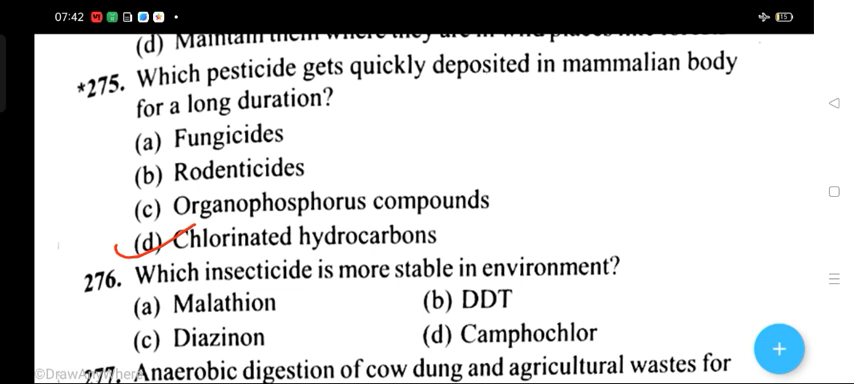 07:42
(d) Maintain them where they are in wild places
*275. Which pesticide gets quickly deposited in mammalian body
for a long duration?
(a) Fungicides
(b) Rodenticides
(c) Organophosphorus compounds
(d) Chlorinated hydrocarbons
276. Which insecticide is more stable in environment?
(a) Malathion (b) DDT
(c) Diazinon (d) Camphochlor
©DrawAnywhere
277. Anaerobic digestion of cow dung and agricultural wastes for